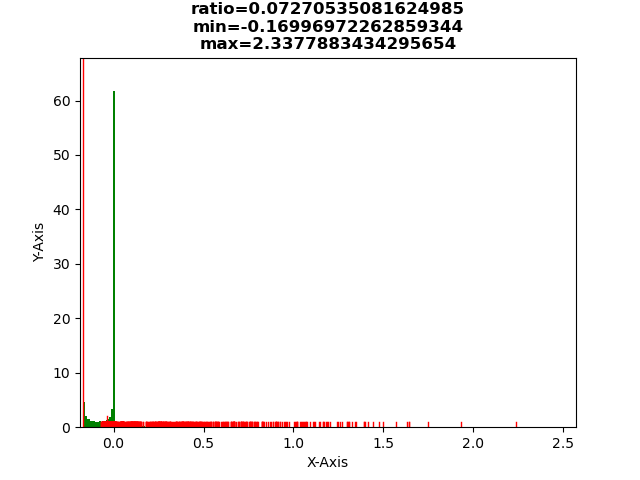 ratio=0.07270535081624985
min=-0.16996972262859344
max=2.3377883434295654
60
50
40
30
20
10
0
Y-Axis
0.0 0.5 1.0 1.5 2.0 2.5
X-Axis